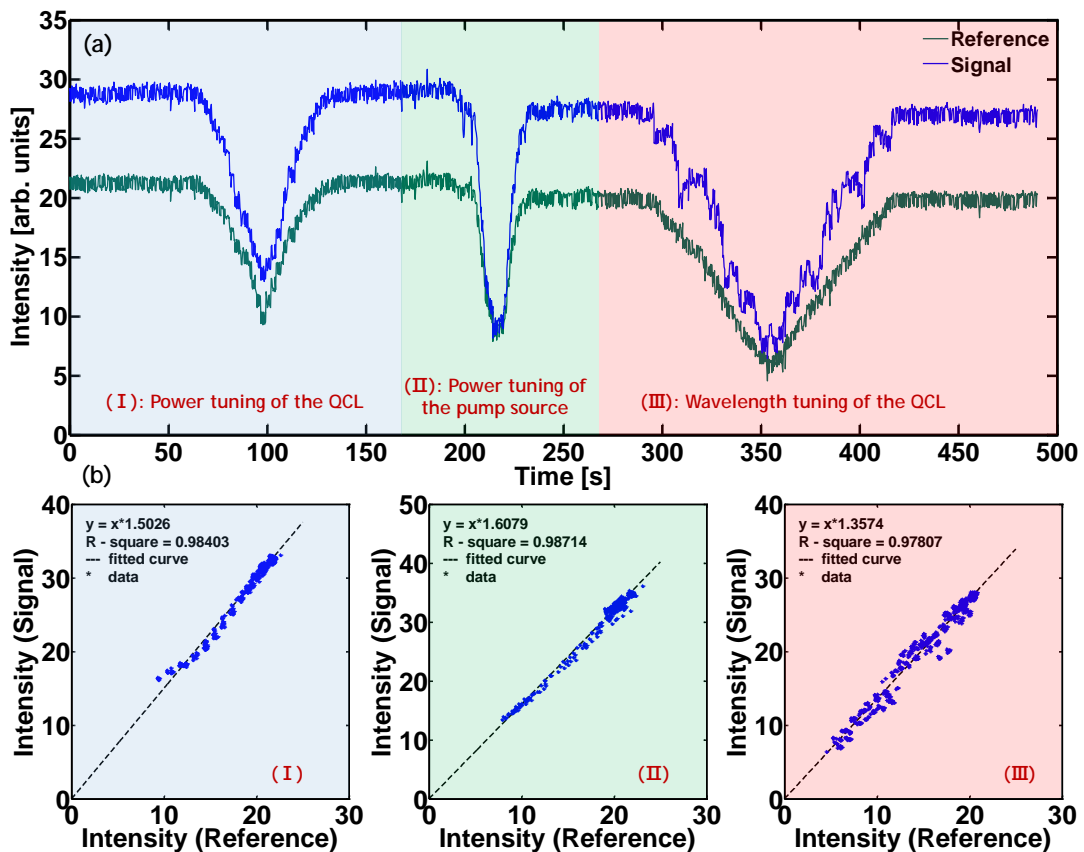 (a)
Reference
Signal
Intensity [arb. units]
35
30
25
20
15
10
5
0
(Ⅰ): Power tuning of the QCL
(Ⅱ): Power tuning of
the pump source
(Ⅲ): Wavelength tuning of the QCL
0 50 100 150 200 250 300 350 400 450 500
Time [s]
(b)
Intensity (Signal)
40
30
20
10
0
y = x*1.5026
R - square = 0.98403
--- fitted curve
* data
(Ⅰ)
0 10 20 30
Intensity (Reference)
Intensity (Signal)
50
40
30
20
10
0
y = x*1.6079
R - square = 0.98714
--- fitted curve
* data
(Ⅱ)
0 10 20 30
Intensity (Reference)
Intensity (Signal)
40
30
20
10
0
y = x*1.3574
R - square = 0.97807
--- fitted curve
* data
(Ⅲ)
0 10 20 30
Intensity (Reference)